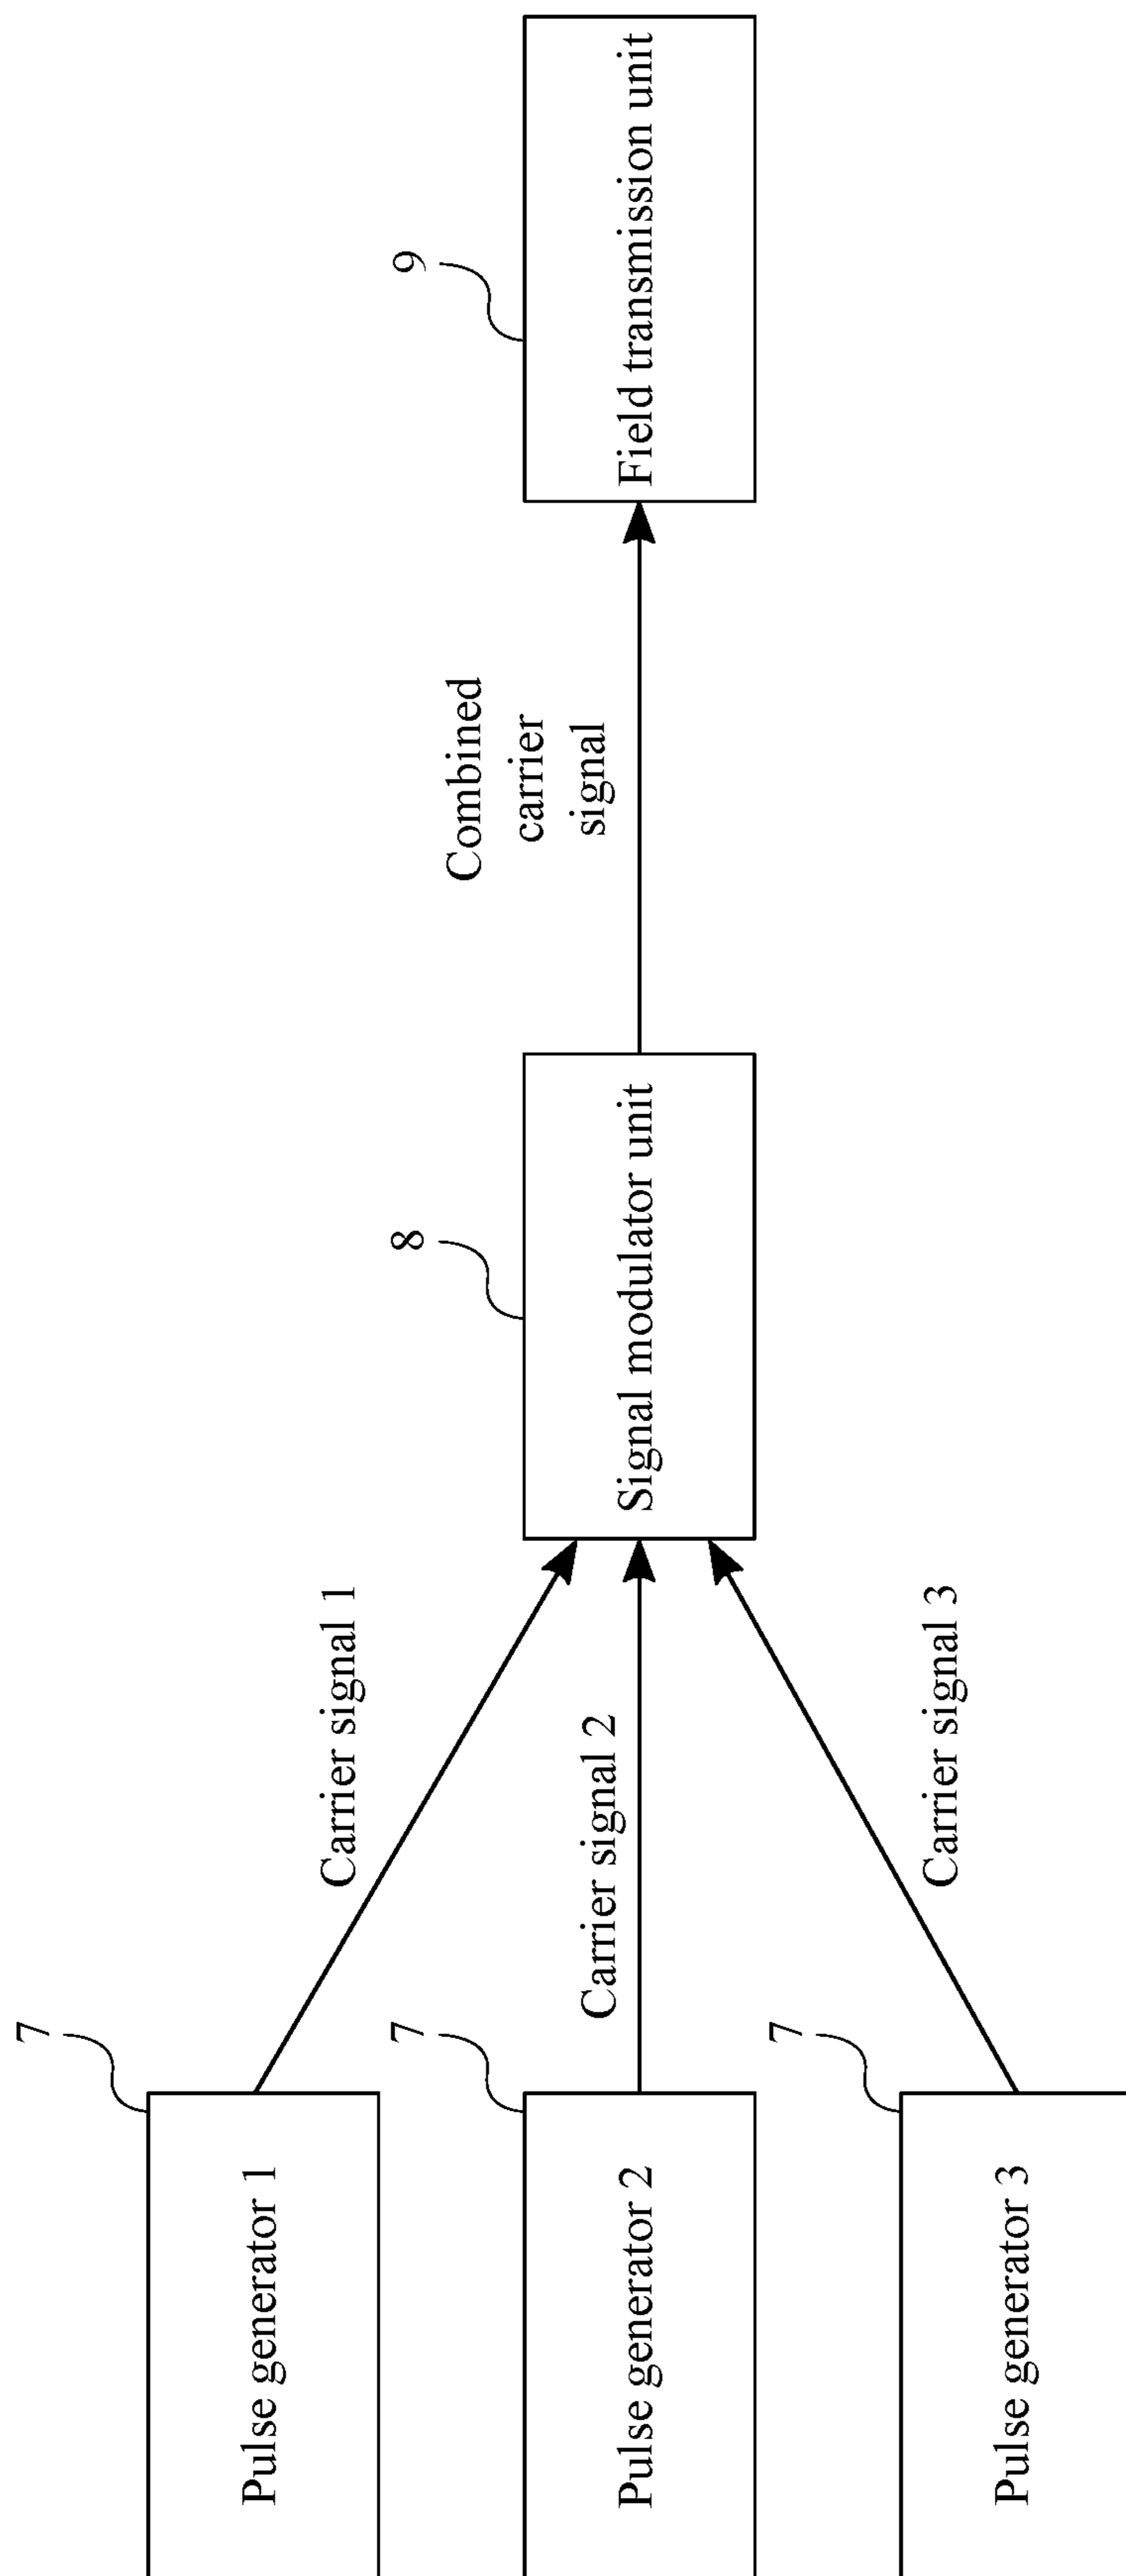 7
Pulse generator 1
Carrier signal 1
7
Pulse generator 2
Carrier signal 2
7
Pulse generator 3
Carrier signal 3
8
Signal modulator unit
Combined
carrier
signal
9
Field transmission unit